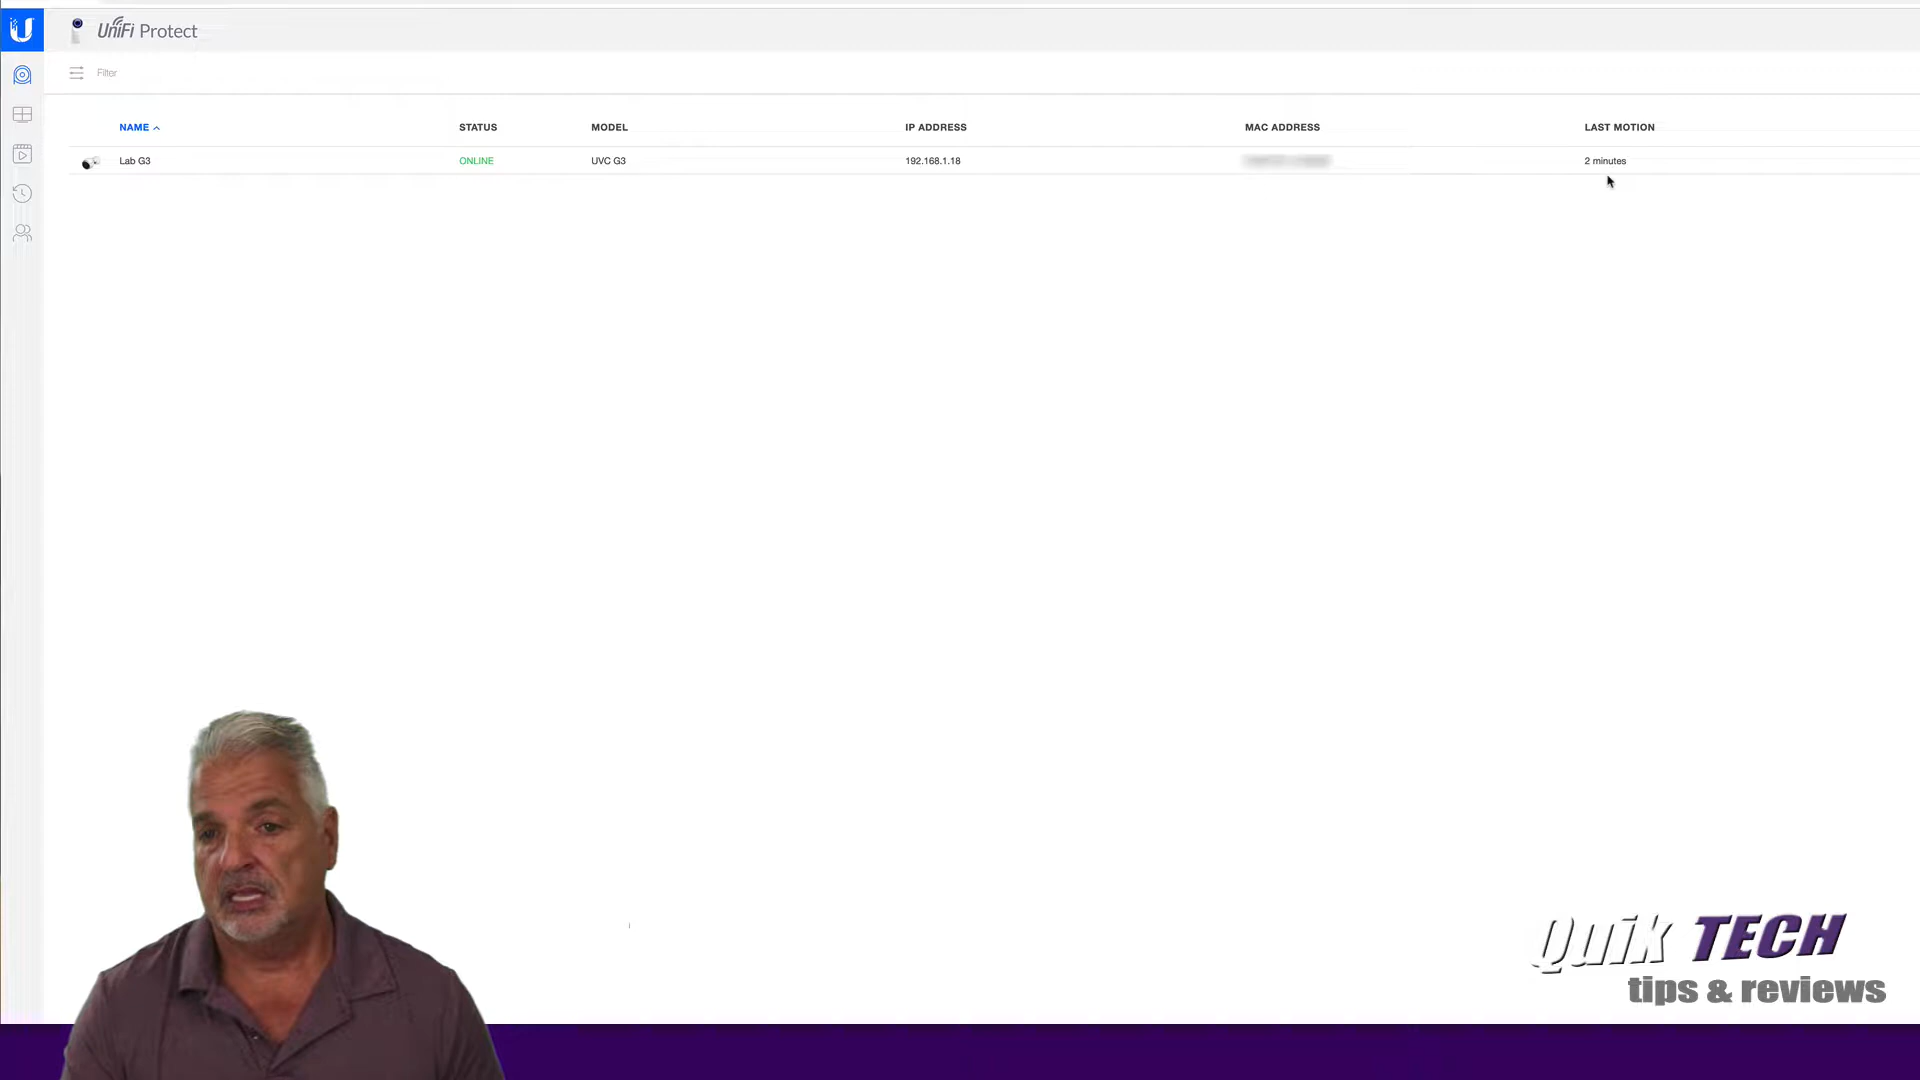 UniFi Protect
Filter
NAME STATUS MODEL IP ADDRESS MAC ADDRESS LAST MOTION
Lab G3 ONLINE UVC G3 192.168.1.18 2 minutes
Quik TECH
tips & reviews